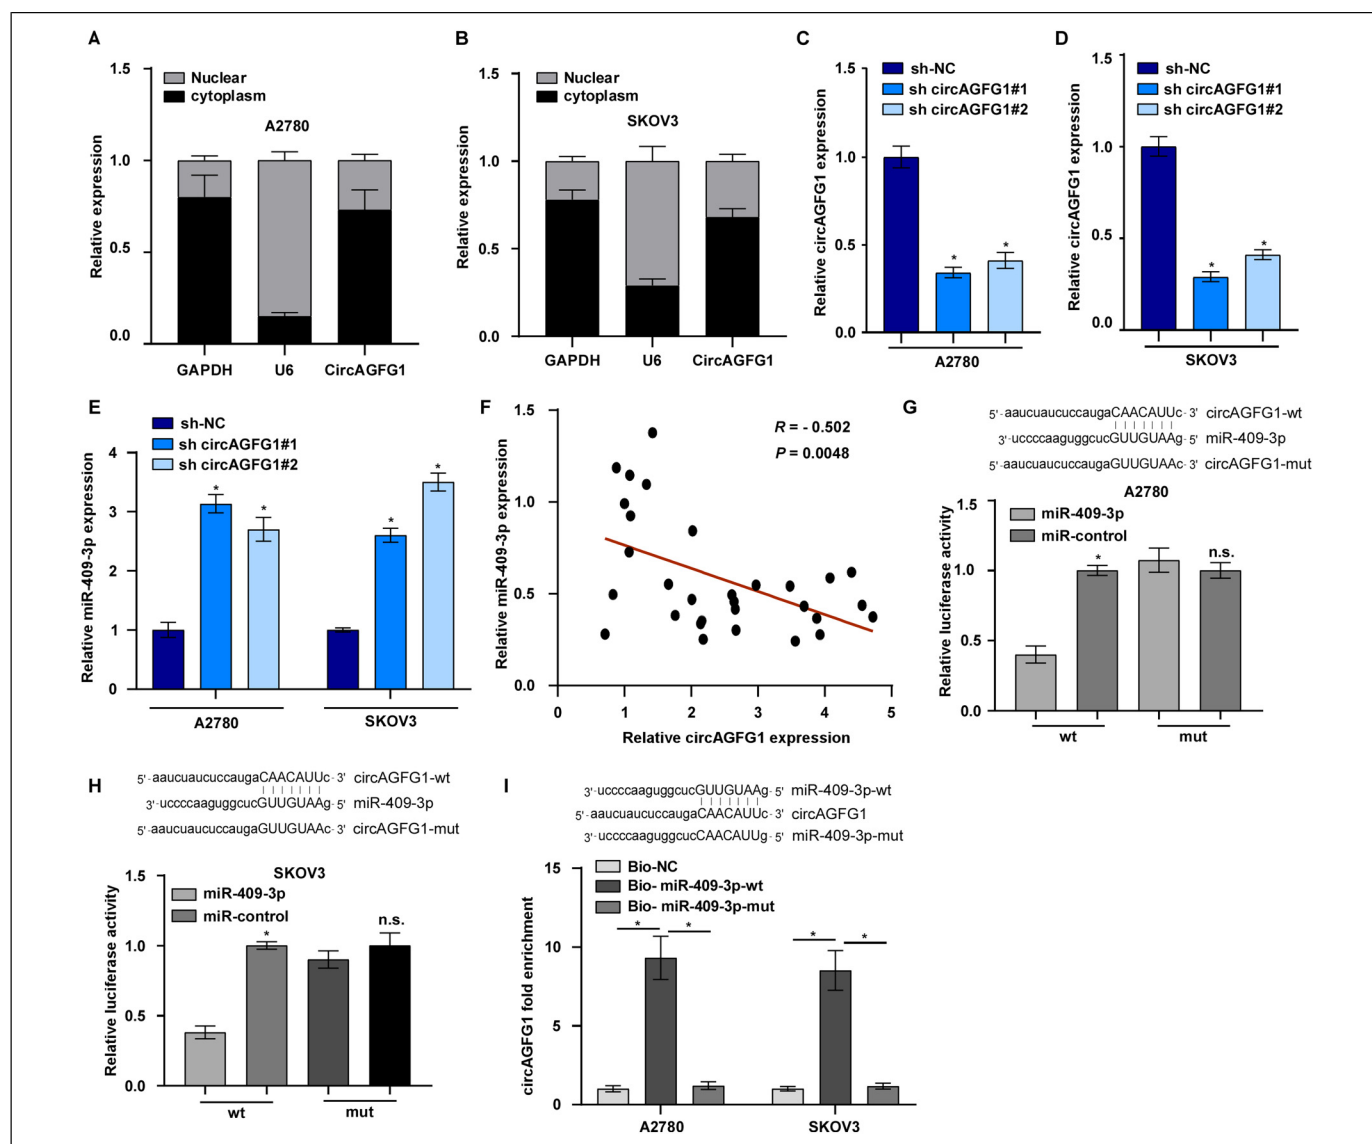 A
1.5
1.0
0.5
0.0
Relative expression
Nuclear
cytoplasm
A2780
GAPDH
U6
CircAGFG1
B
1.5
1.0
0.5
0.0
Relative expression
Nuclear
cytoplasm
SKOV3
GAPDH
U6
CircAGFG1
C
1.5
1.0
0.5
0.0
Relative circAGFG1 expression
sh-NC
sh circAGFG1#1
sh circAGFG1#2
*
*
A2780
D
1.5
1.0
0.5
0.0
Relative circAGFG1 expression
sh-NC
sh circAGFG1#1
sh circAGFG1#2
*
*
SKOV3
E
4
3
2
1
0
Relative miR-409-3p expression
sh-NC
sh circAGFG1#1
sh circAGFG1#2
*
*
*
*
A2780
SKOV3
F
1.5
1.0
0.5
0.0
Relative miR-409-3p expression
R = - 0.502
P = 0.0048
0 1 2 3 4 5
Relative circAGFG1 expression
G
5'-aaucuaucuccaugaCAACAUUc-3' circAGFG1-wt
3'-uccccaaguggcucGUUGUAAg-5' miR-409-3p
5'-aaucuaucuccaugaGUUGUAAc-3' circAGFG1-mut
A2780
1.5
1.0
0.5
0.0
Relative luciferase activity
miR-409-3p
miR-control
*
n.s.
wt
mut
H
5'-aaucuaucuccaugaCAACAUUc-3' circAGFG1-wt
3'-uccccaaguggcucGUUGUAAg-5' miR-409-3p
5'-aaucuaucuccaugaGUUGUAAc-3' circAGFG1-mut
SKOV3
1.5
1.0
0.5
0.0
Relative luciferase activity
miR-409-3p
miR-control
*
n.s.
wt
mut
I
3'-uccccaaguggcucGUUGUAAg-5' miR-409-3p-wt
5'-aaucuaucuccaugaCAACAUUc-3' circAGFG1
3'-uccccaaguggcucCAACAUUg-5' miR-409-3p-mut
15
10
5
0
circAGFG1 fold enrichment
Bio-NC
Bio- miR-409-3p-wt
Bio- miR-409-3p-mut
*
*
*
*
A2780
SKOV3